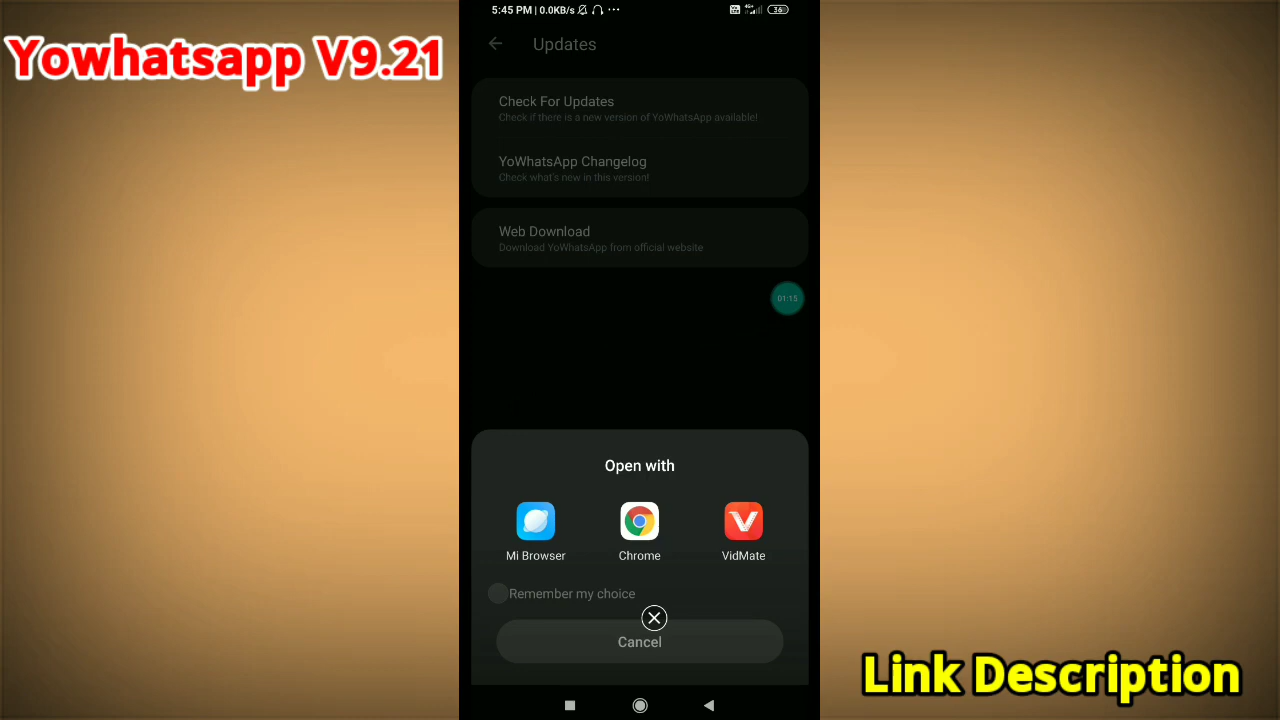 Yowhatsapp V9.21
5:45 PM | 0.0KB/s ...
4G+
36
Updates
Check For Updates
Check if there is a new version of YoWhatsApp available!
YoWhatsApp Changelog
Check what's new in this version!
Web Download
Download YoWhatsApp from official website
01:15
Open with
Mi Browser Chrome VidMate
Remember my choice
Cancel
Link Description